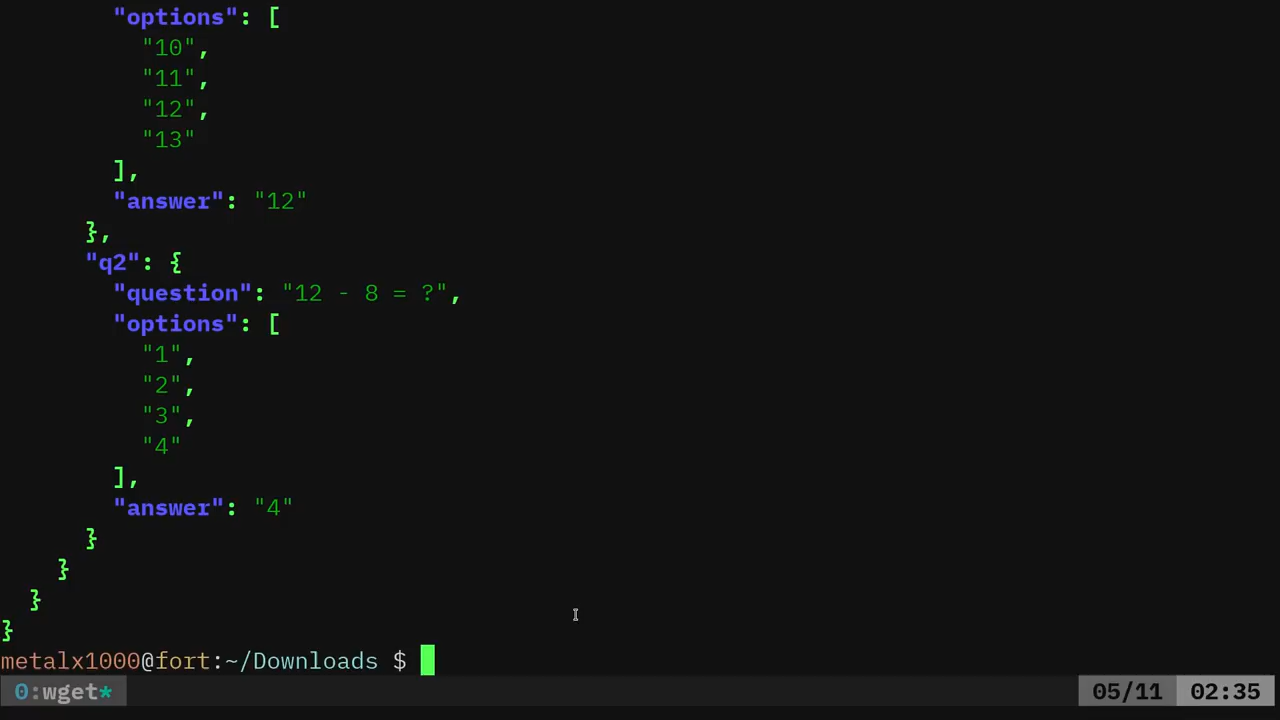 "options": [
"10",
"11",
"12",
"13"
],
"answer": "12"
},
"q2": {
"question": "12 - 8 = ?",
"options": [
"1",
"2",
"3",
"4"
],
"answer": "4"
}
}
}
}
metalx1000@fort:~/Downloads $
0:wget* 05/11 02:35